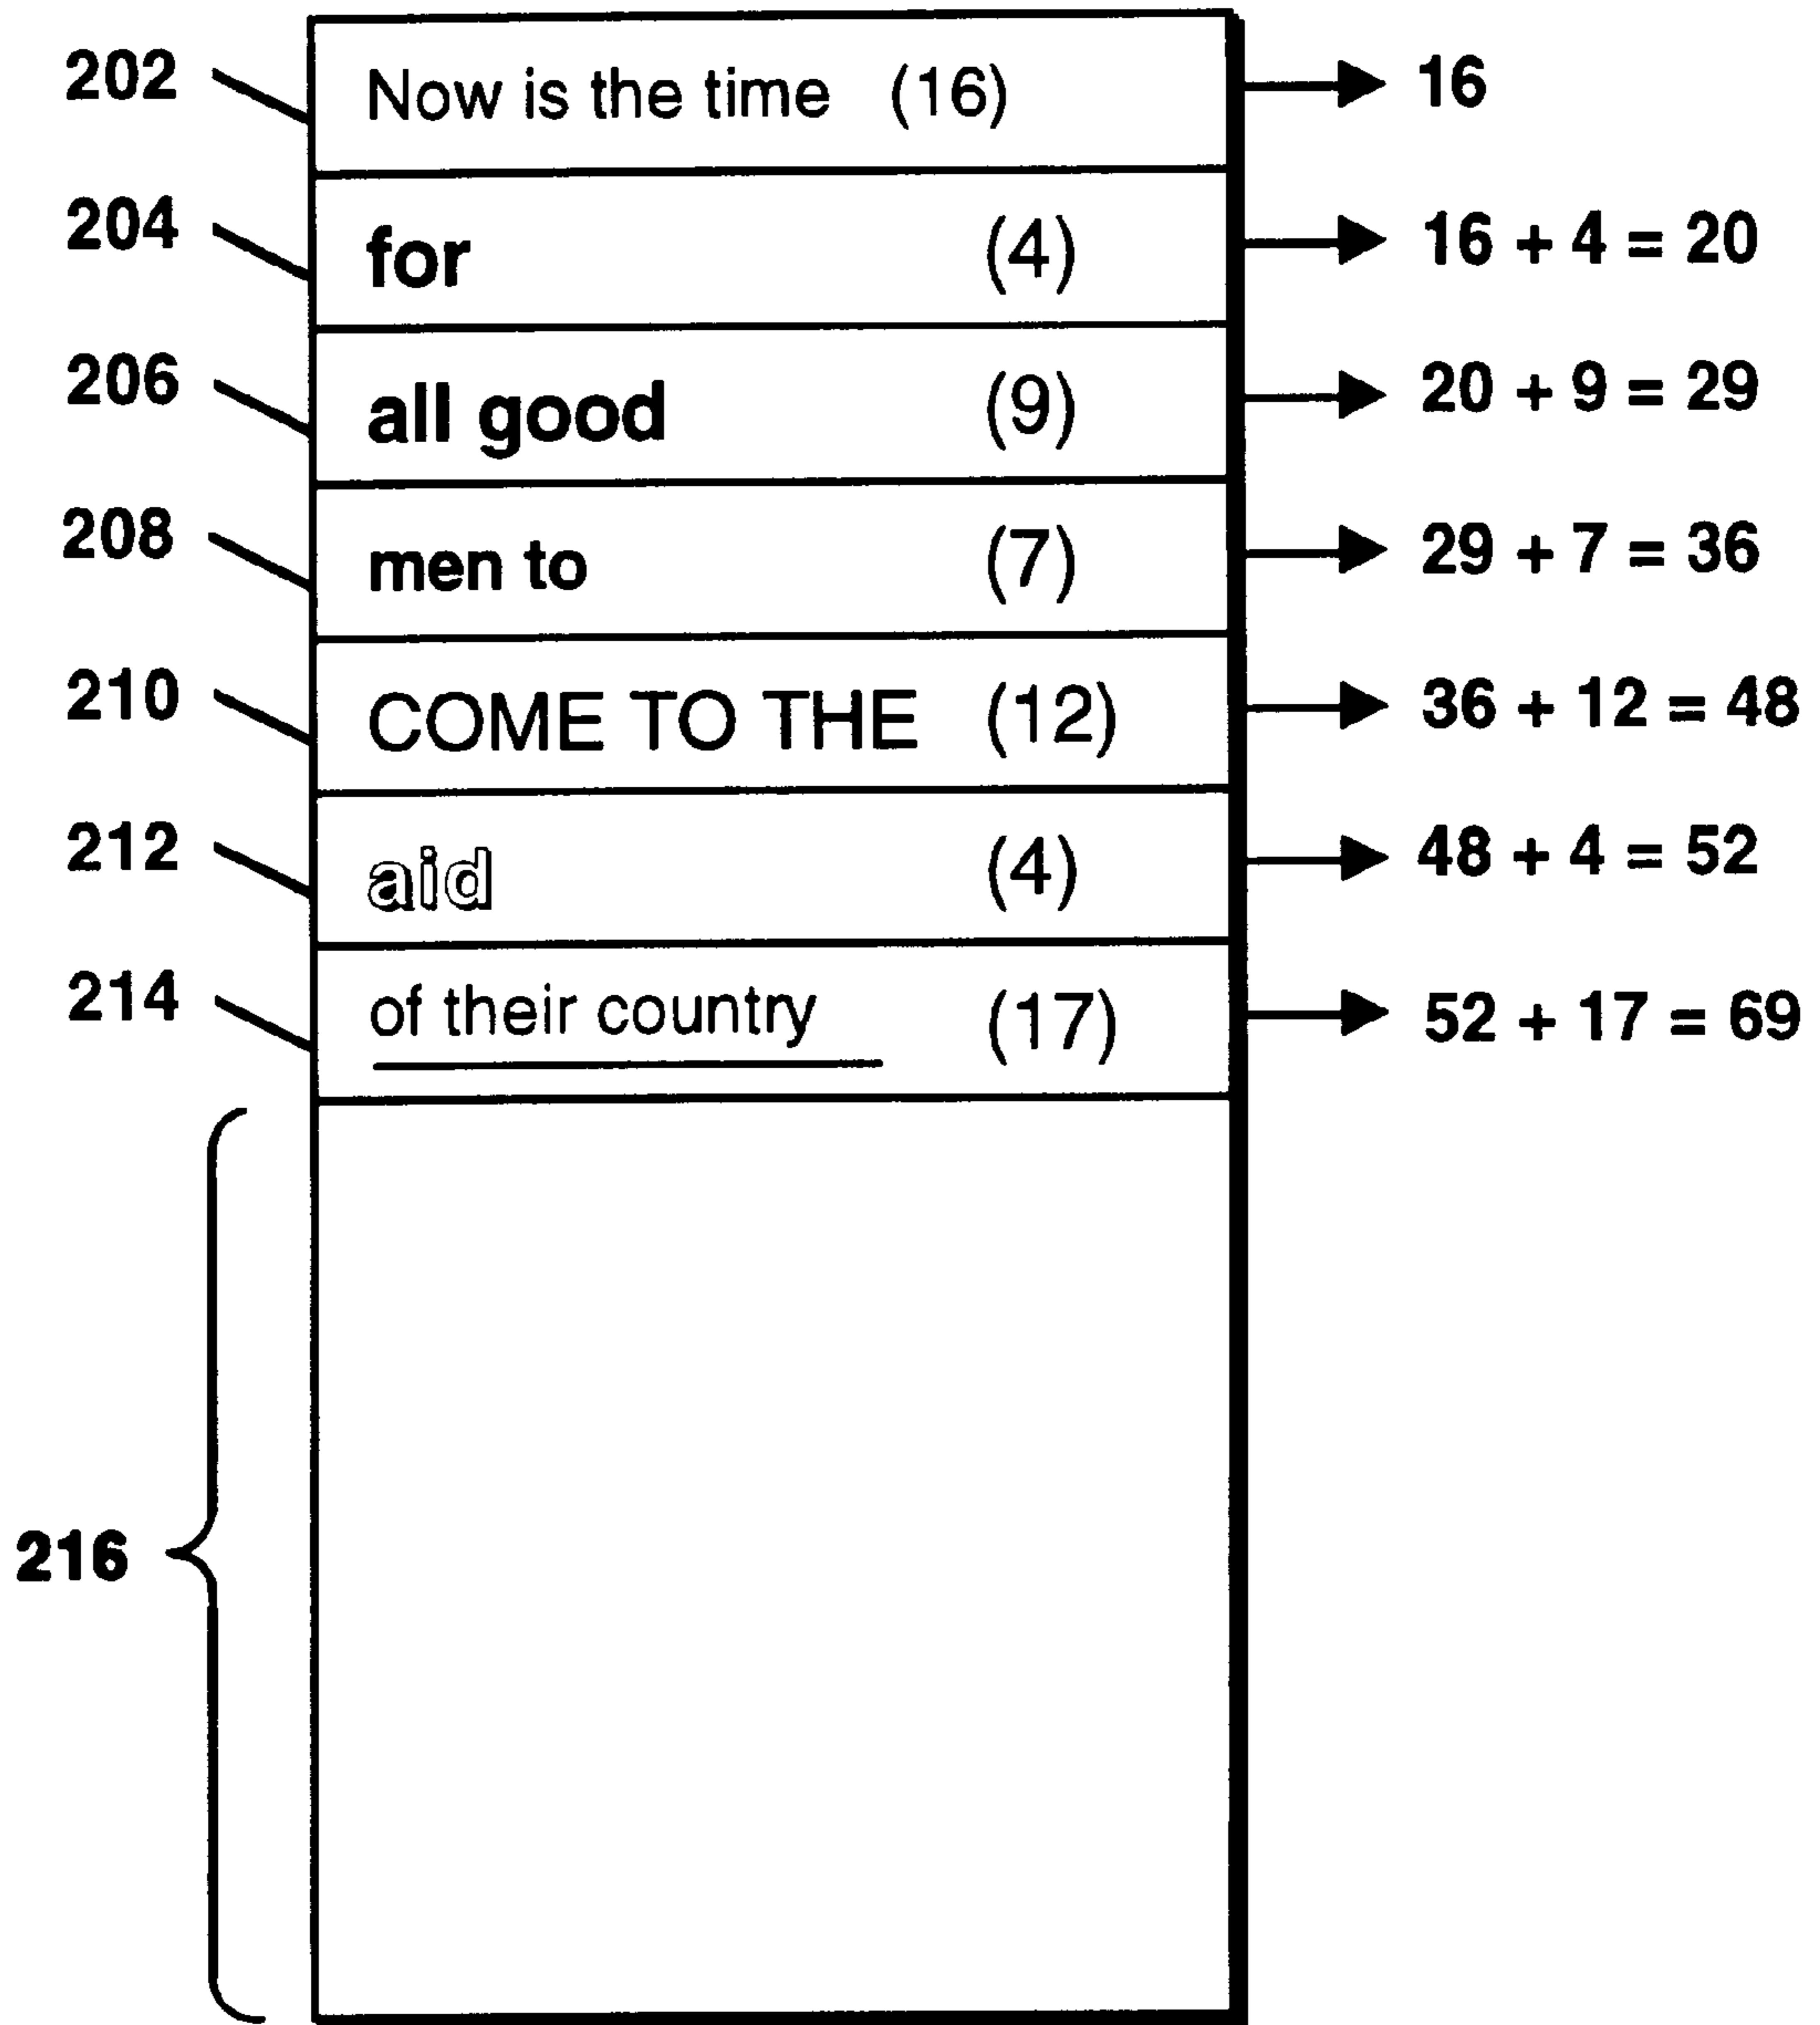 202 Now is the time (16) 16
204 for (4) 16 + 4 = 20
206 all good (9) 20 + 9 = 29
208 men to (7) 29 + 7 = 36
210 COME TO THE (12) 36 + 12 = 48
212 aid (4) 48 + 4 = 52
214 of their country (17) 52 + 17 = 69
216